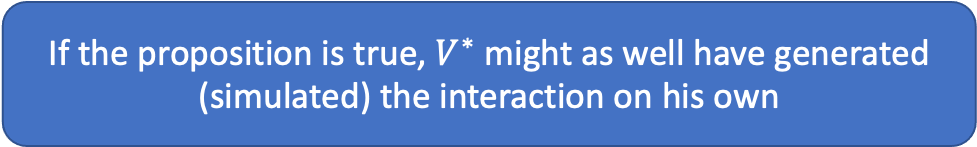 If the proposition is true, 𝑉* might as well have generated
(simulated) the interaction on his own